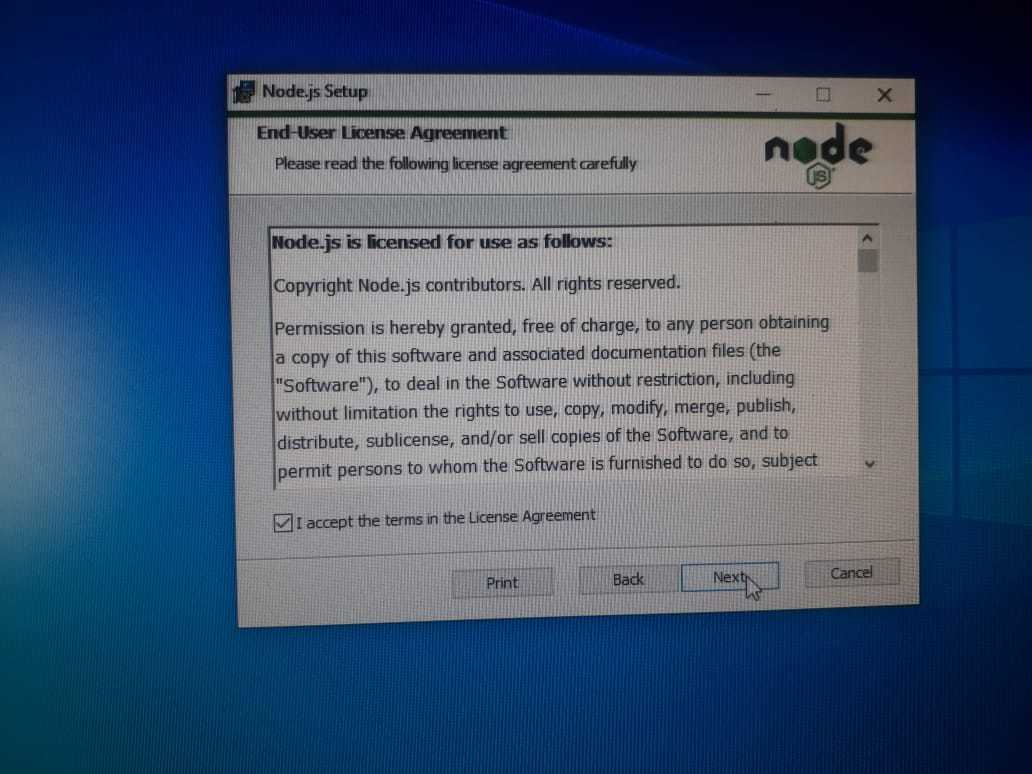 Node.js Setup
End-User License Agreement
Please read the following license agreement carefully
node
JS
Node.js is licensed for use as follows:
Copyright Node.js contributors. All rights reserved.
Permission is hereby granted, free of charge, to any person obtaining
a copy of this software and associated documentation files (the
"Software"), to deal in the Software without restriction, including
without limitation the rights to use, copy, modify, merge, publish,
distribute, sublicense, and/or sell copies of the Software, and to
permit persons to whom the Software is furnished to do so, subject
I accept the terms in the License Agreement
Print Back Next Cancel